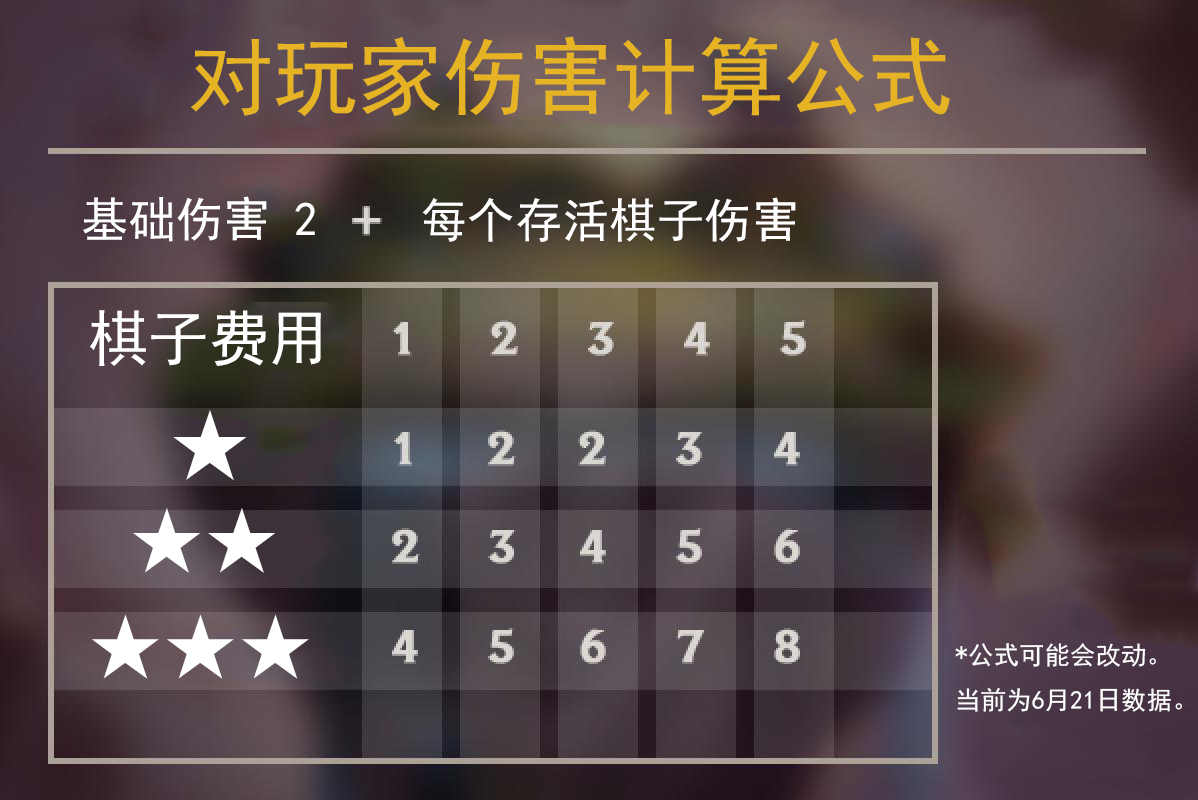 对玩家伤害计算公式
基础伤害 2 + 每个存活棋子伤害
棋子费用 1 2 3 4 5
★ 1 2 2 3 4
★★ 2 3 4 5 6
★★★ 4 5 6 7 8
*公式可能会改动。
当前为6月21日数据。